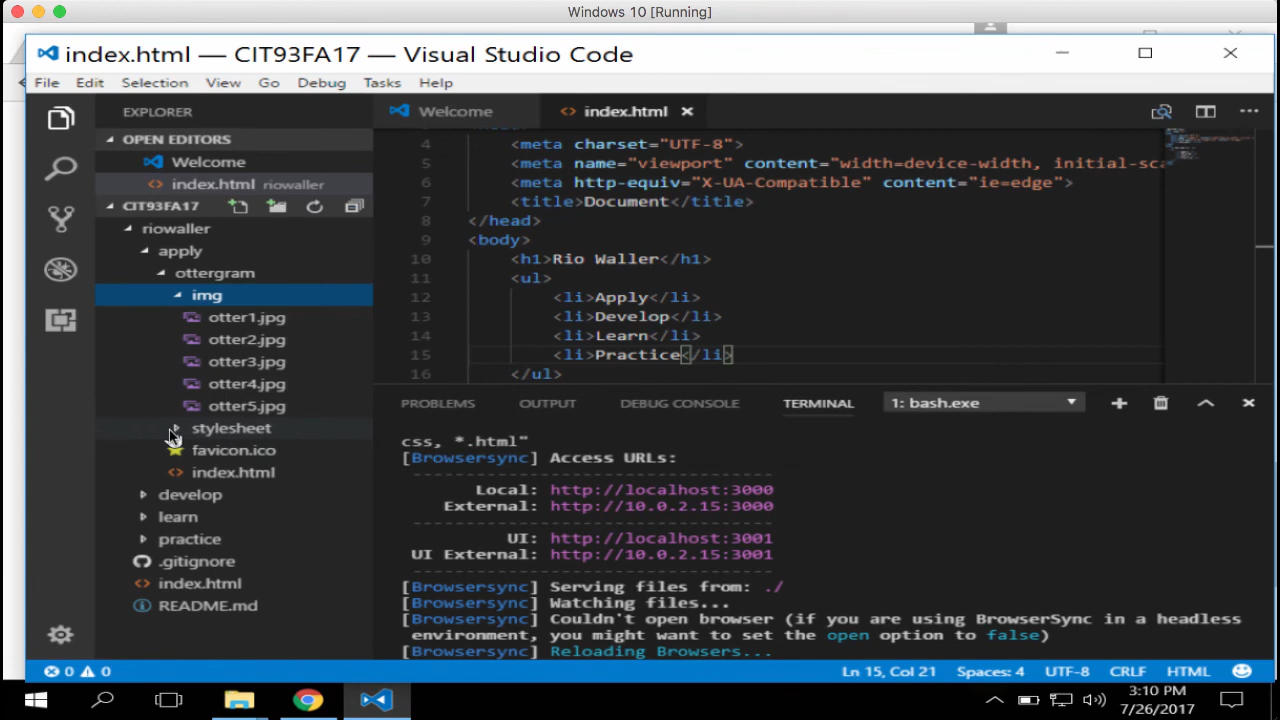 Windows 10 [Running]
index.html — CIT93FA17 — Visual Studio Code
File Edit Selection View Go Debug Tasks Help
EXPLORER
OPEN EDITORS
Welcome
index.html riowaller
CIT93FA17
riowaller
apply
ottergram
img
otter1.jpg
otter2.jpg
otter3.jpg
otter4.jpg
otter5.jpg
stylesheet
favicon.ico
index.html
develop
learn
practice
.gitignore
index.html
README.md
Welcome index.html
4 <meta charset="UTF-8">
5 <meta name="viewport" content="width=device-width, initial-sca
6 <meta http-equiv="X-UA-Compatible" content="ie=edge">
7 <title>Document</title>
8 </head>
9 <body>
10 <h1>Rio Waller</h1>
11 <ul>
12 <li>Apply</li>
13 <li>Develop</li>
14 <li>Learn</li>
15 <li>Practice</li>
16 </ul>
PROBLEMS OUTPUT DEBUG CONSOLE TERMINAL 1: bash.exe
css, *.html"
[Browsersync] Access URLs:
--------------------------------------
Local: http://localhost:3000
External: http://10.0.2.15:3000
--------------------------------------
UI: http://localhost:3001
UI External: http://10.0.2.15:3001
--------------------------------------
[Browsersync] Serving files from: ./
[Browsersync] Watching files...
[Browsersync] Couldn't open browser (if you are using BrowserSync in a headless
environment, you might want to set the open option to false)
[Browsersync] Reloading Browsers...
0 0 Ln 15, Col 21 Spaces: 4 UTF-8 CRLF HTML
3:10 PM
7/26/2017